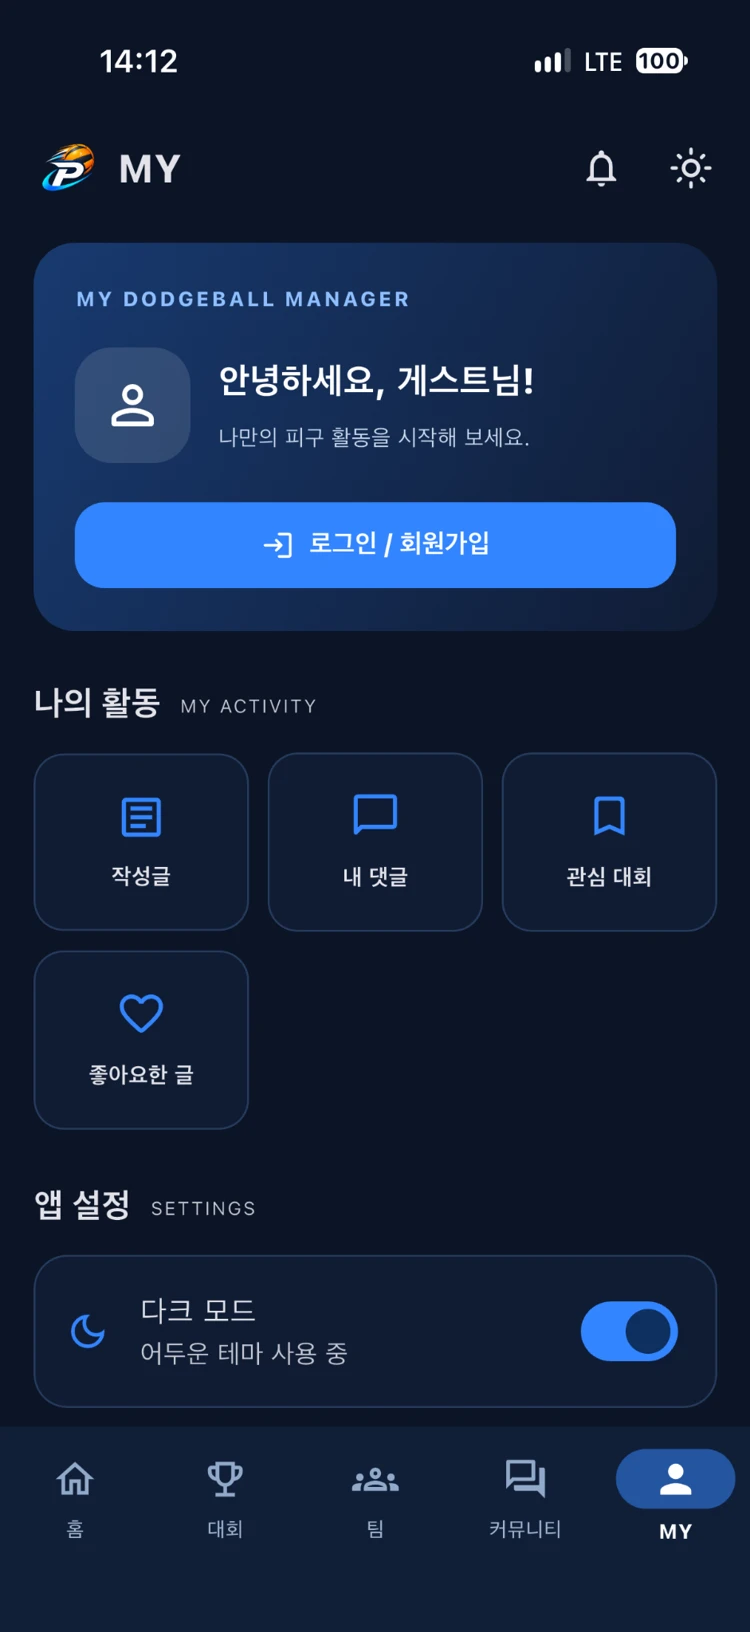 14:12
LTE 100
P MY
MY DODGEBALL MANAGER
안녕하세요, 게스트님!
나만의 피구 활동을 시작해 보세요.
로그인 / 회원가입
나의 활동 MY ACTIVITY
작성글 내 댓글 관심 대회
좋아요한 글
앱 설정 SETTINGS
다크 모드
어두운 테마 사용 중
홈 대회 팀 커뮤니티 MY